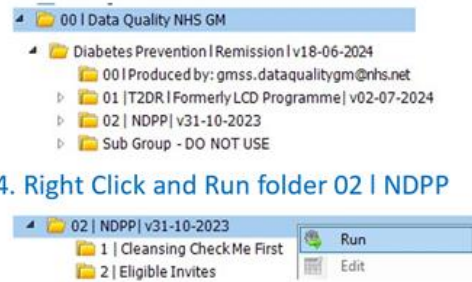 00 l Data Quality NHS GM
Diabetes Prevention l Remission l v18-06-2024
00 l Produced by: gmss.dataqualitygm@nhs.net
01 |T2DR l Formerly LCD Programme| v02-07-2024
02 | NDPP| v31-10-2023
Sub Group - DO NOT USE
4. Right Click and Run folder 02 l NDPP
02 | NDPP| v31-10-2023
Run
1 | Cleansing Check Me First
Edit
2 | Eligible Invites